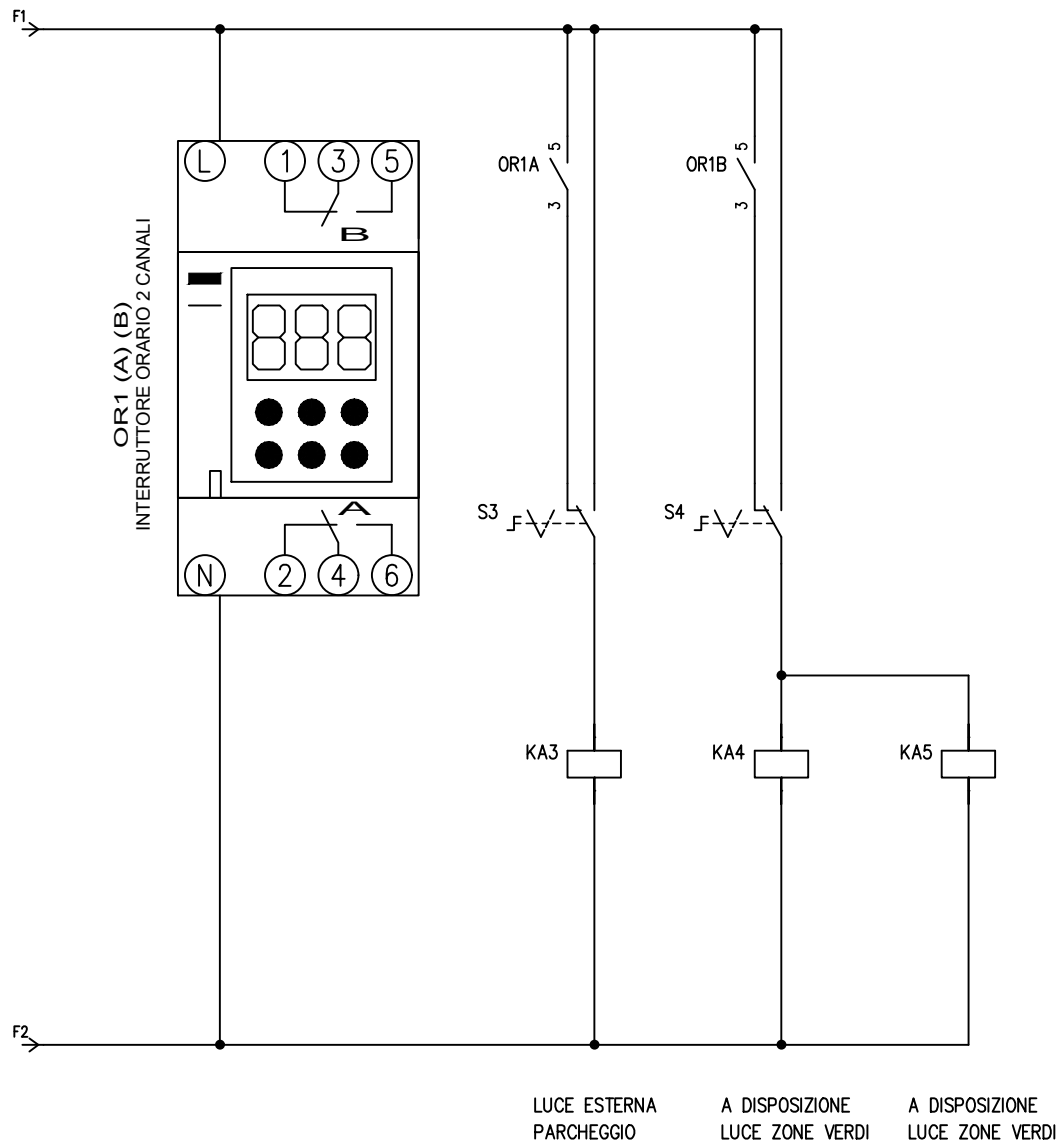 F1
L
1
3
5
B
OR1 (A) (B)
INTERRUTTORE ORARIO 2 CANALI
888
A
N
2
4
6
OR1A
5
3
OR1B
5
3
S3
S4
KA3
KA4
KA5
F2
LUCE ESTERNA
PARCHEGGIO
A DISPOSIZIONE
LUCE ZONE VERDI
A DISPOSIZIONE
LUCE ZONE VERDI